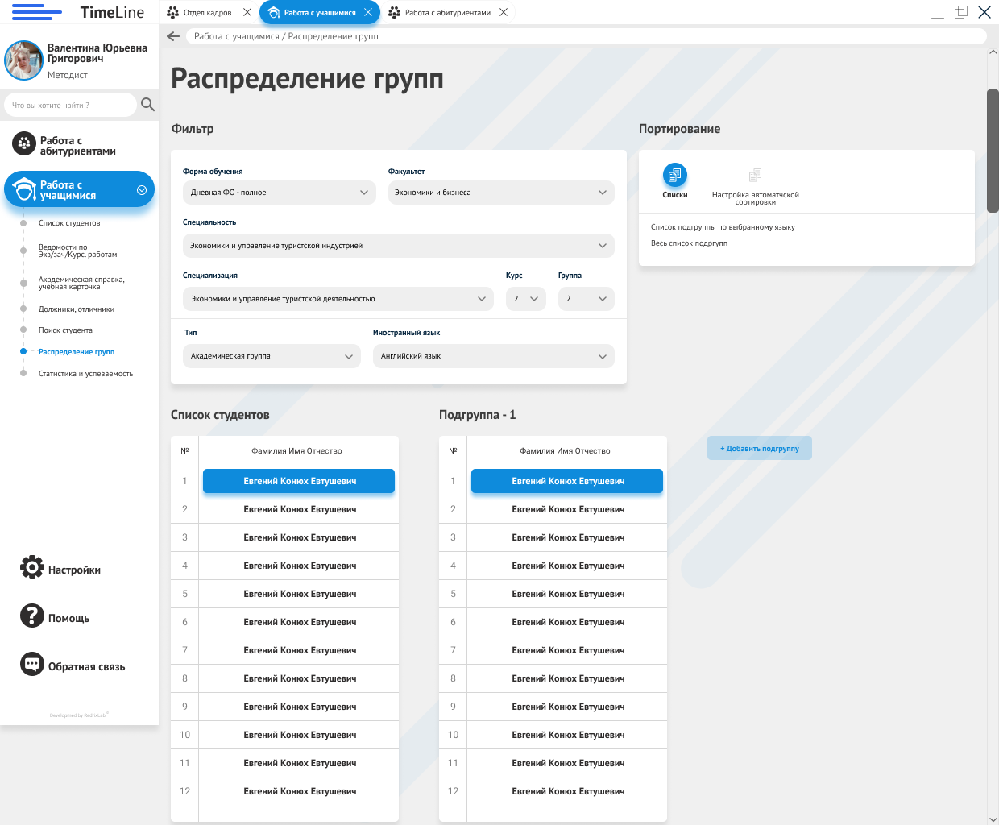 TimeLine
Отдел кадров
Работа с учащимися
Работа с абитуриентами
Работа с учащимися / Распределение групп
Валентина Юрьевна
Григорович
Методист
Что вы хотите найти ?
Работа с
абитуриентами
Работа с
учащимися
Список студентов
Ведомости по
Экз/зач/Курс. работам
Академическая справка,
учебная карточка
Должники, отличники
Поиск студента
Распределение групп
Статистика и успеваемость
Настройки
Помощь
Обратная связь
Распределение групп
Фильтр
Форма обучения
Факультет
Дневная ФО - полное
Экономики и бизнеса
Специальность
Экономики и управление туристской индустрией
Специализация
Курс
Группа
Экономики и управление туристской деятельностью
2
2
Тип
Иностранный язык
Академическая группа
Английский язык
Портирование
Списки
Настройка автоматчской
сортировки
Список подгруппы по выбранному языку
Весь список подргупп
Список студентов
№ Фамилия Имя Отчество
1 Евгений Конюх Евтушевич
2 Евгений Конюх Евтушевич
3 Евгений Конюх Евтушевич
4 Евгений Конюх Евтушевич
5 Евгений Конюх Евтушевич
6 Евгений Конюх Евтушевич
7 Евгений Конюх Евтушевич
8 Евгений Конюх Евтушевич
9 Евгений Конюх Евтушевич
10 Евгений Конюх Евтушевич
11 Евгений Конюх Евтушевич
12 Евгений Конюх Евтушевич
Подгруппа - 1
№ Фамилия Имя Отчество
1 Евгений Конюх Евтушевич
2 Евгений Конюх Евтушевич
3 Евгений Конюх Евтушевич
4 Евгений Конюх Евтушевич
5 Евгений Конюх Евтушевич
6 Евгений Конюх Евтушевич
7 Евгений Конюх Евтушевич
8 Евгений Конюх Евтушевич
9 Евгений Конюх Евтушевич
10 Евгений Конюх Евтушевич
11 Евгений Конюх Евтушевич
12 Евгений Конюх Евтушевич
+ Добавить подгруппу
Development by